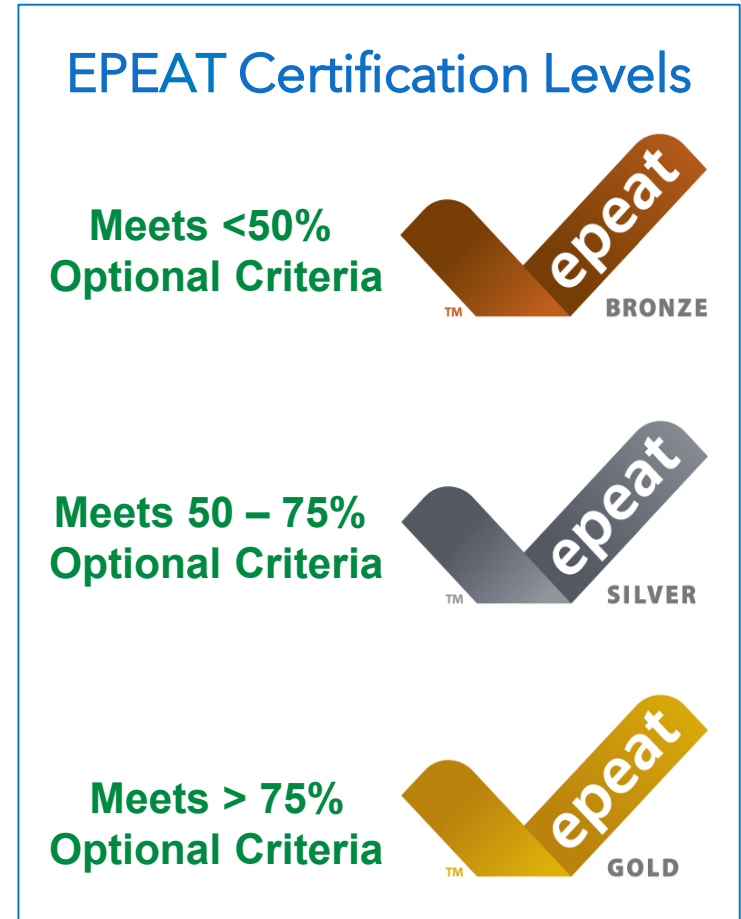 EPEAT Certification Levels
Meets <50%
Optional Criteria
epeat
TM
BRONZE
Meets 50 – 75%
Optional Criteria
epeat
TM
SILVER
Meets > 75%
Optional Criteria
epeat
TM
GOLD